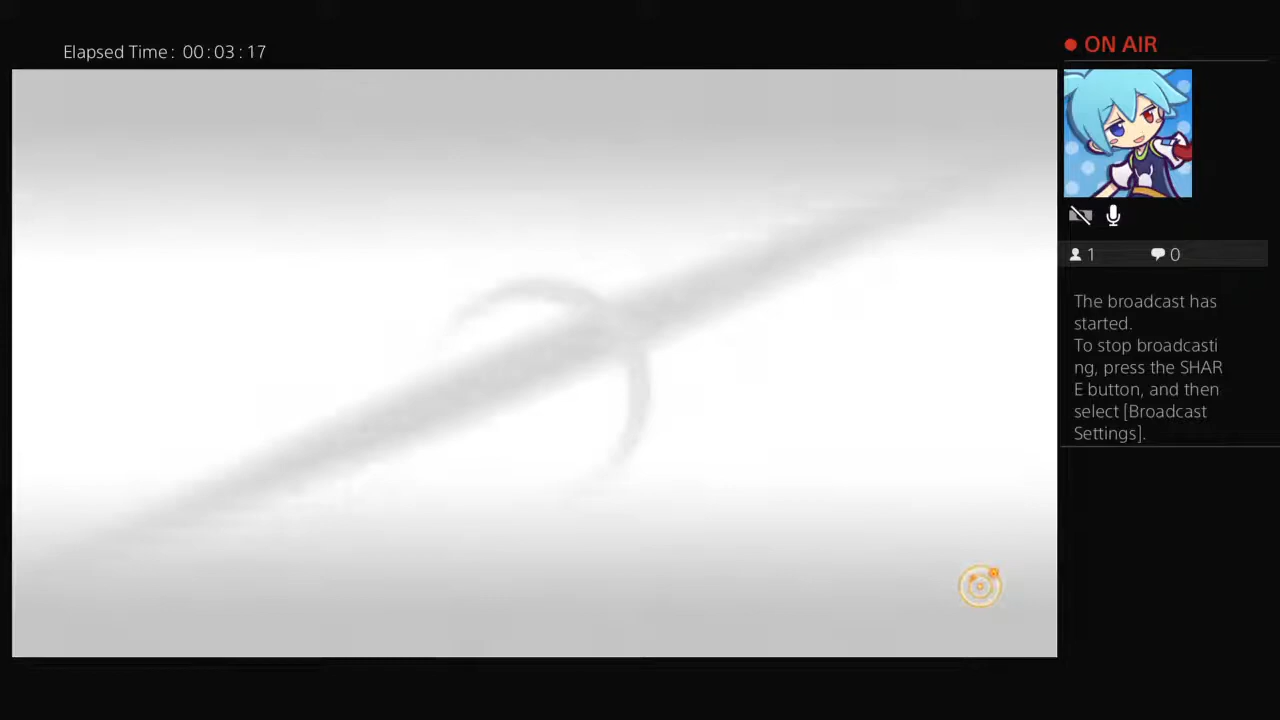 Elapsed Time: 00:03:17
ON AIR
1 0
The broadcast has
started.
To stop broadcasti
ng, press the SHAR
E button, and then
select [Broadcast
Settings].